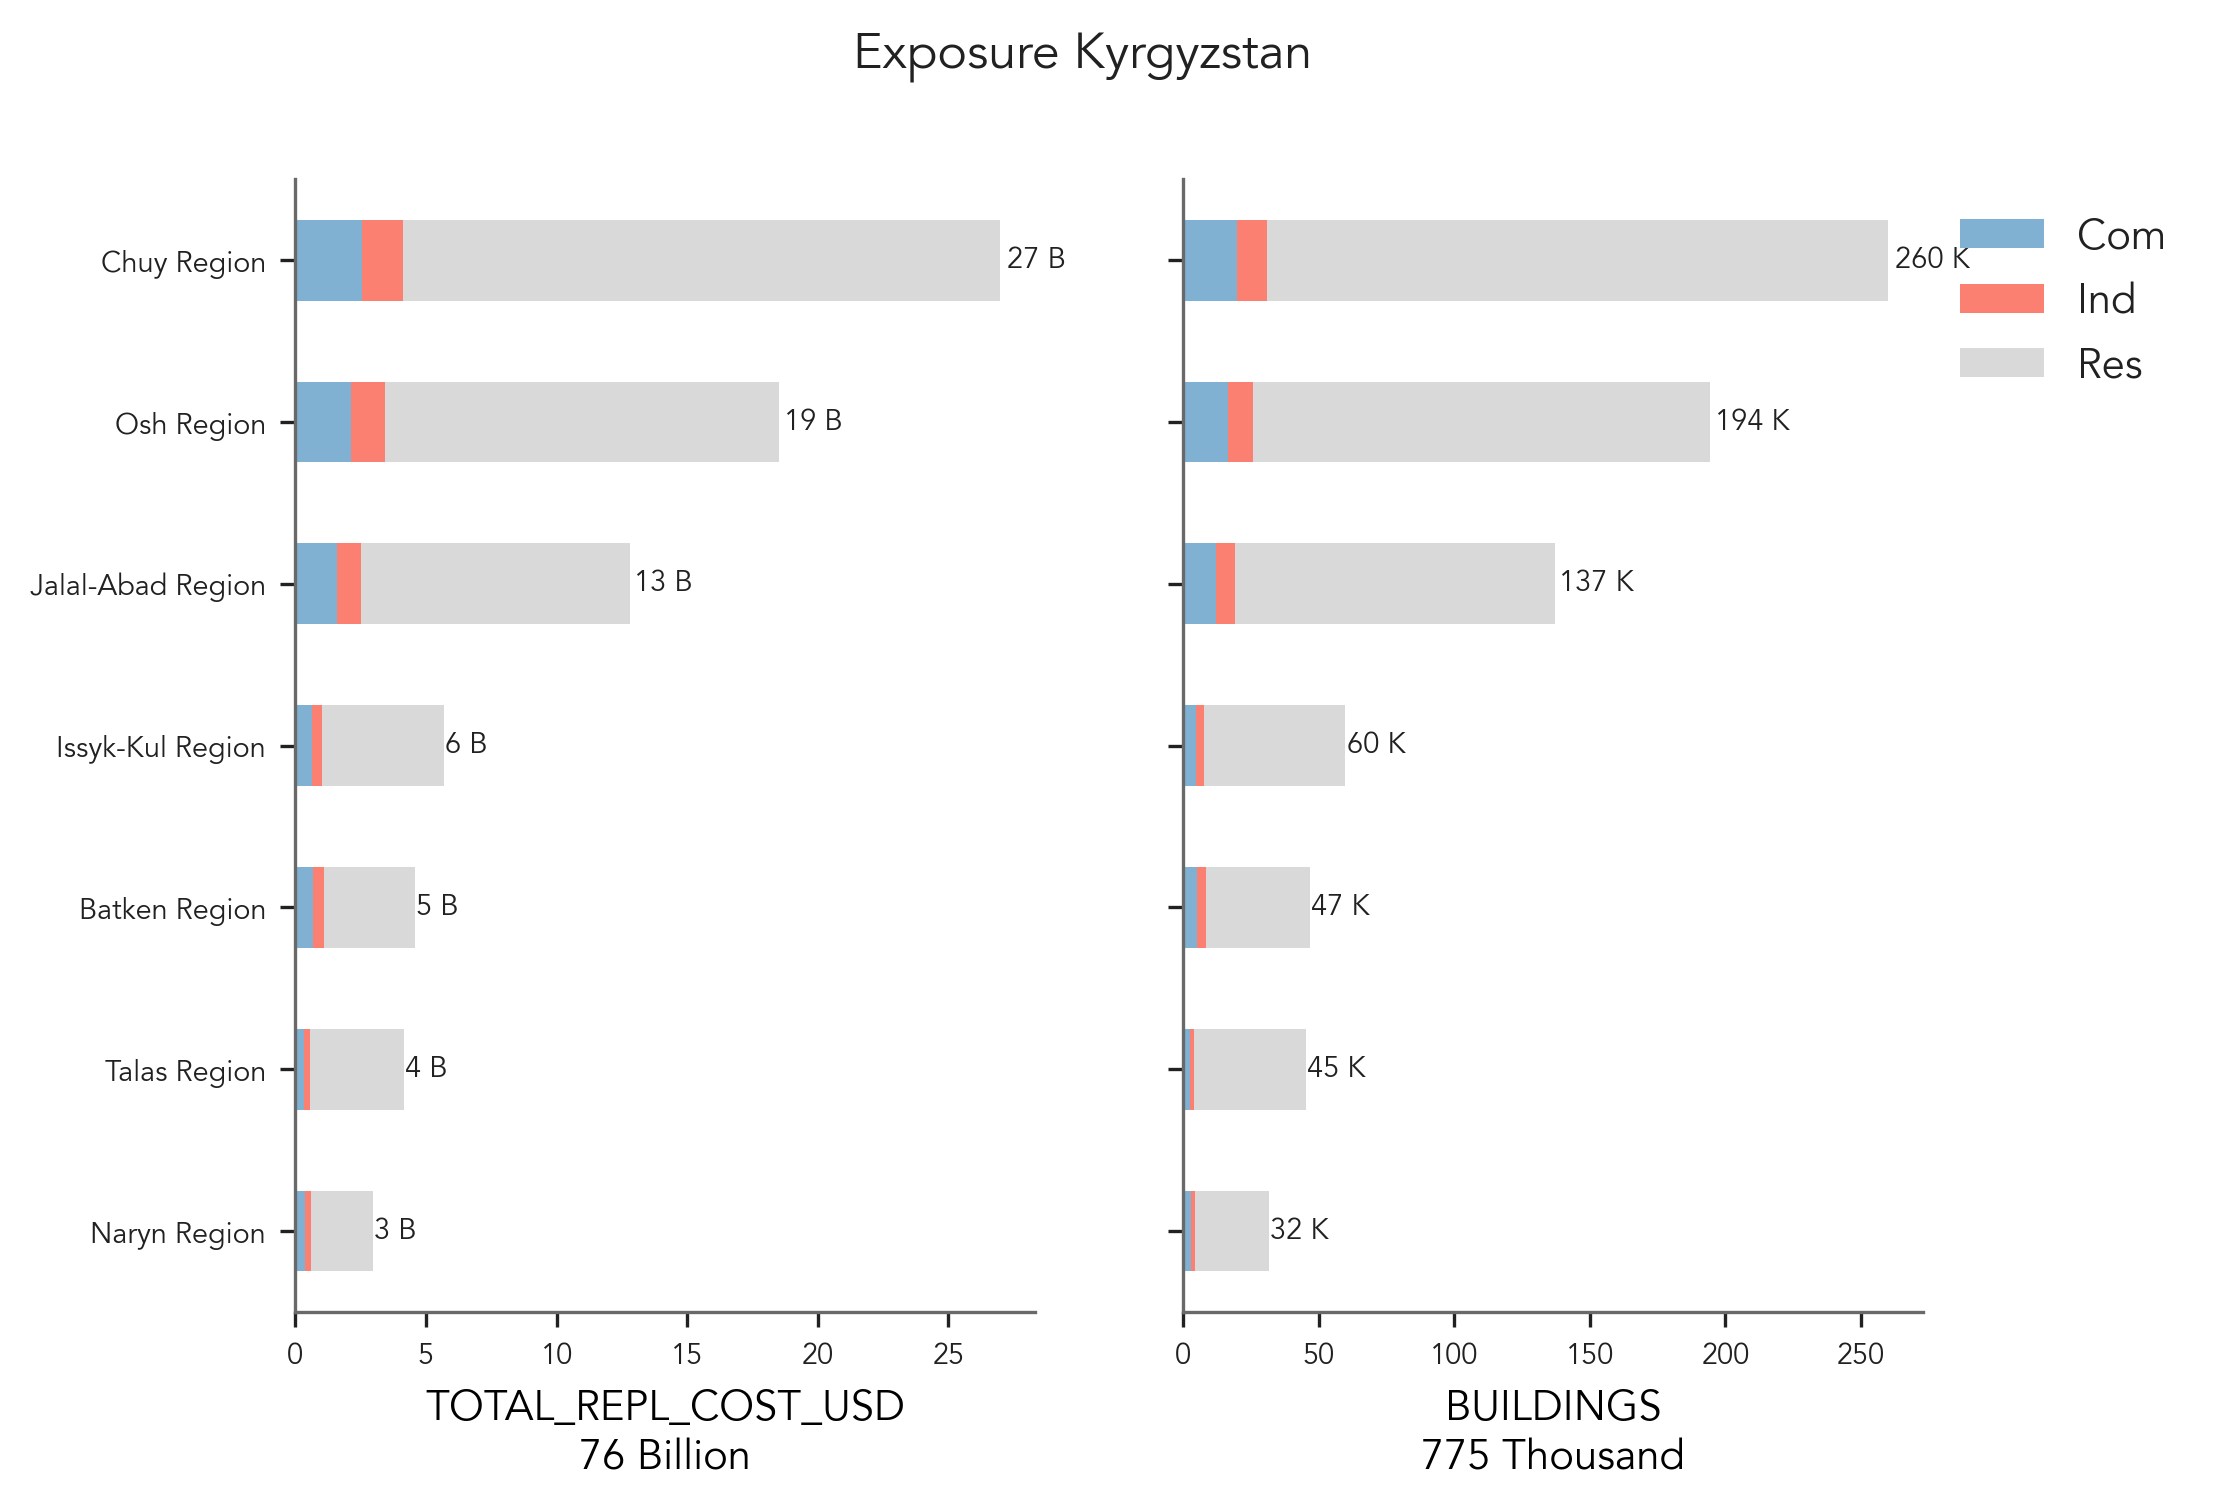 Exposure Kyrgyzstan
Chuy Region
27 B
Osh Region
19 B
Jalal-Abad Region
13 B
Issyk-Kul Region
6 B
Batken Region
5 B
Talas Region
4 B
Naryn Region
3 B
0 5 10 15 20 25
TOTAL_REPL_COST_USD
76 Billion
260 K
194 K
137 K
60 K
47 K
45 K
32 K
0 50 100 150 200 250
BUILDINGS
775 Thousand
Com
Ind
Res